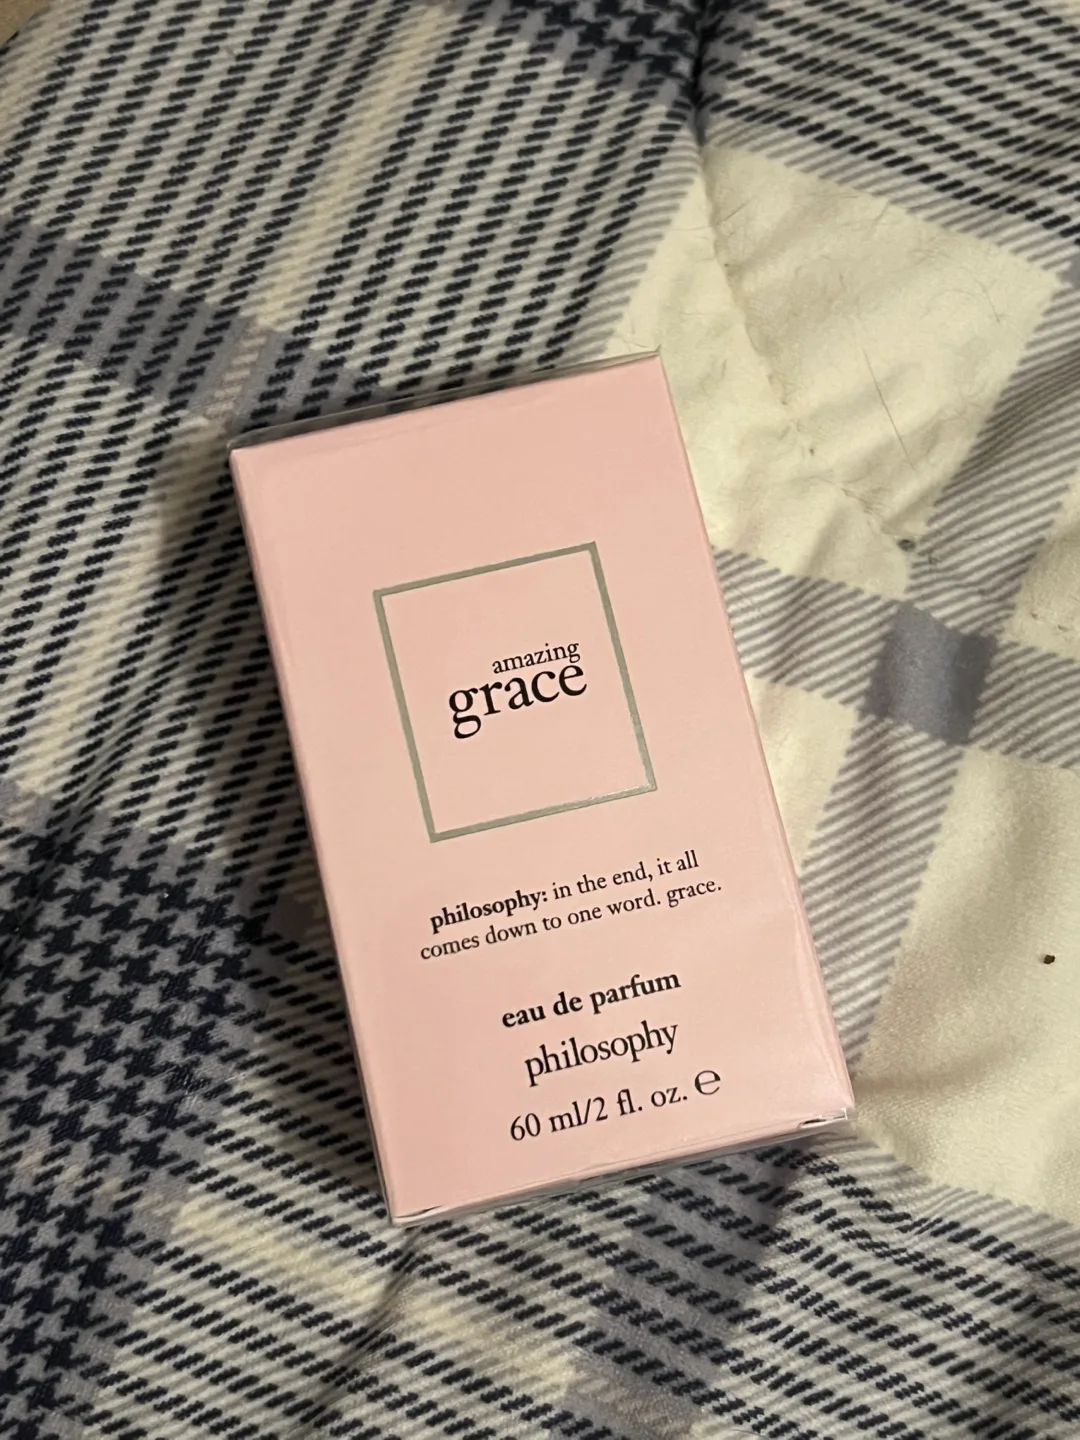 amazing
grace
philosophy: in the end, it all
comes down to one word. grace.
eau de parfum
philosophy
60 ml/2 fl. oz. ℮